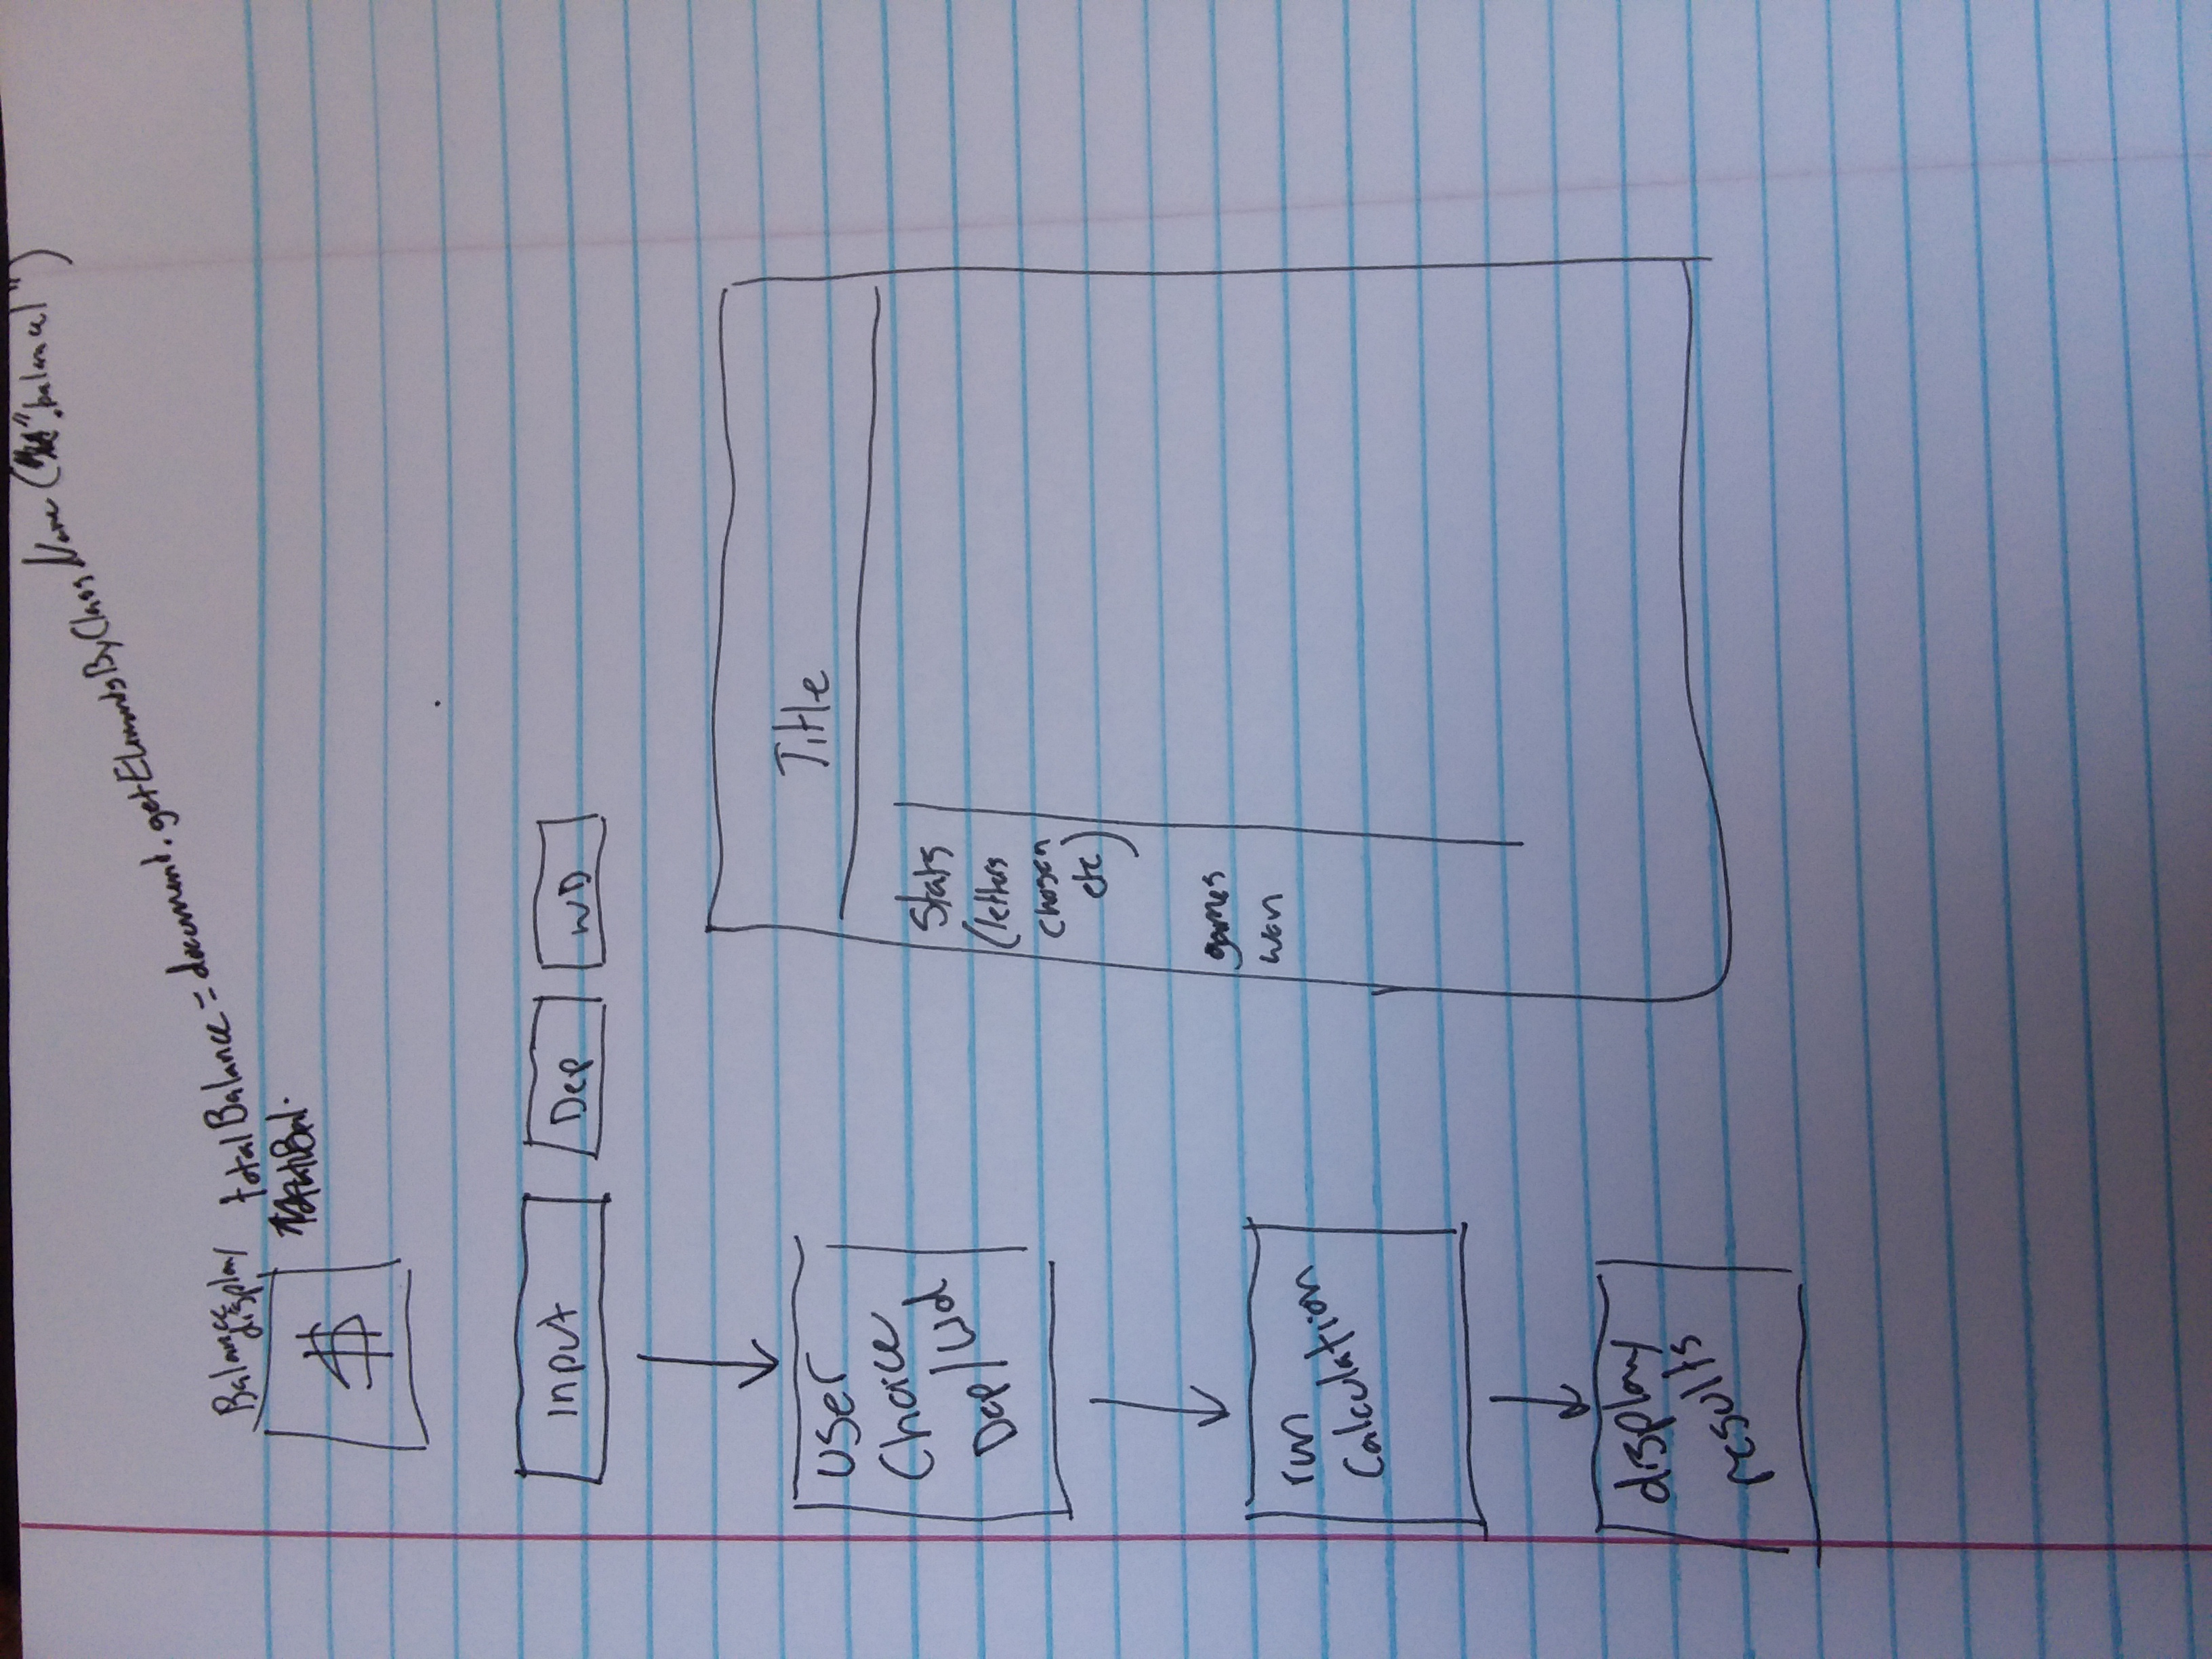 Balance
display
totalBalance = document.getElementsByClassName(".balance1")
$
input
Dep
WD
user
Choice
Dep/Wd
run
Calculation
display
results
Title
Stats
(letters
chosen
etc)
games
won